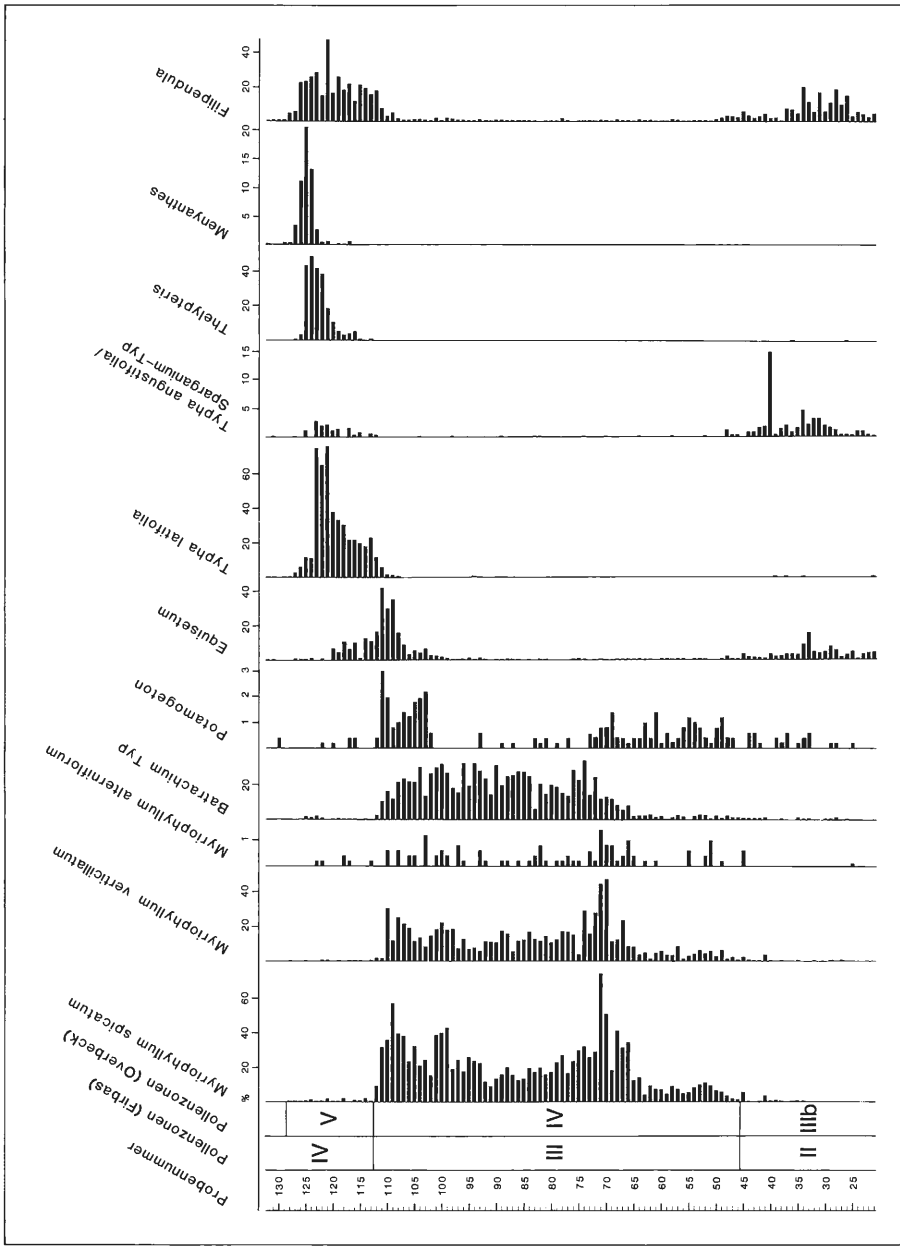 Filipendula
20
40
Menyanthes
5
10
15
20
Thelypteris
20
40
Typha angustifolia/
Sparganium-Typ
5
10
15
Typha latifolia
20
40
60
Equisetum
20
40
Potamogeton
1
2
3
Batrachium Typ
20
Myriophyllum alterniflorum
1
Myriophyllum verticillatum
20
40
Myriophyllum spicatum
%
20
40
60
Pollenzonen (Overbeck)
V
IV
IIIb
Pollenzonen (Firbas)
IV
III
II
Probennummer
130
125
120
115
110
105
100
95
90
85
80
75
70
65
60
55
50
45
40
35
30
25